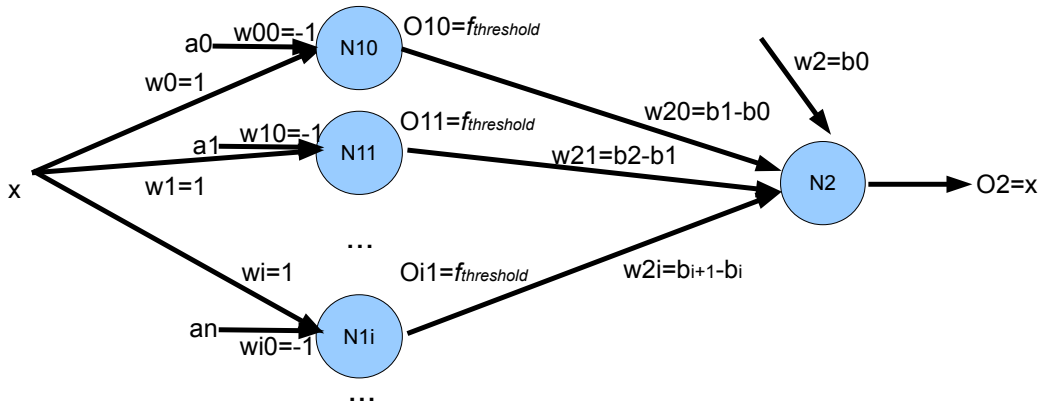 w00=-1
O10=fthreshold
a0
N10
w0=1
w2=b0
w20=b1-b0
O11=fthreshold
w10=-1
a1
N11
w21=b2-b1
w1=1
x
N2
O2=x
...
wi=1
Oi1=fthreshold
w2i=bi+1-bi
an
N1i
wi0=-1
...